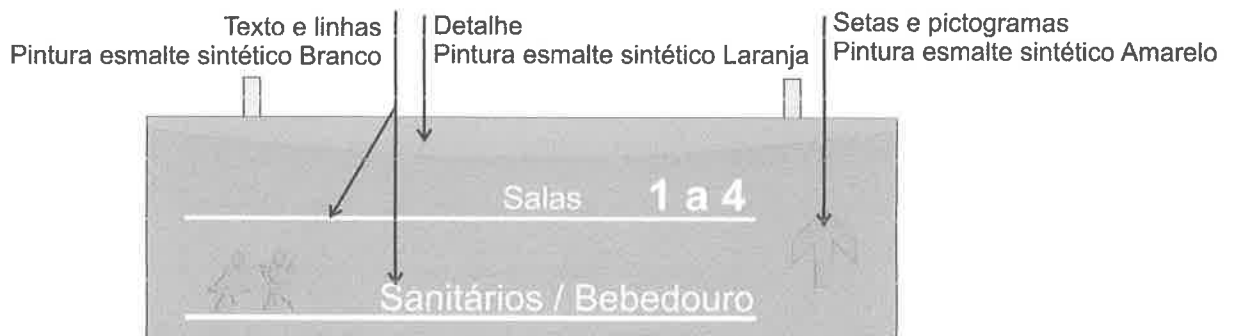 Texto e linhas
Pintura esmalte sintético Branco
Detalhe
Pintura esmalte sintético Laranja
Setas e pictogramas
Pintura esmalte sintético Amarelo
Salas 1 a 4
Sanitários / Bebedouro